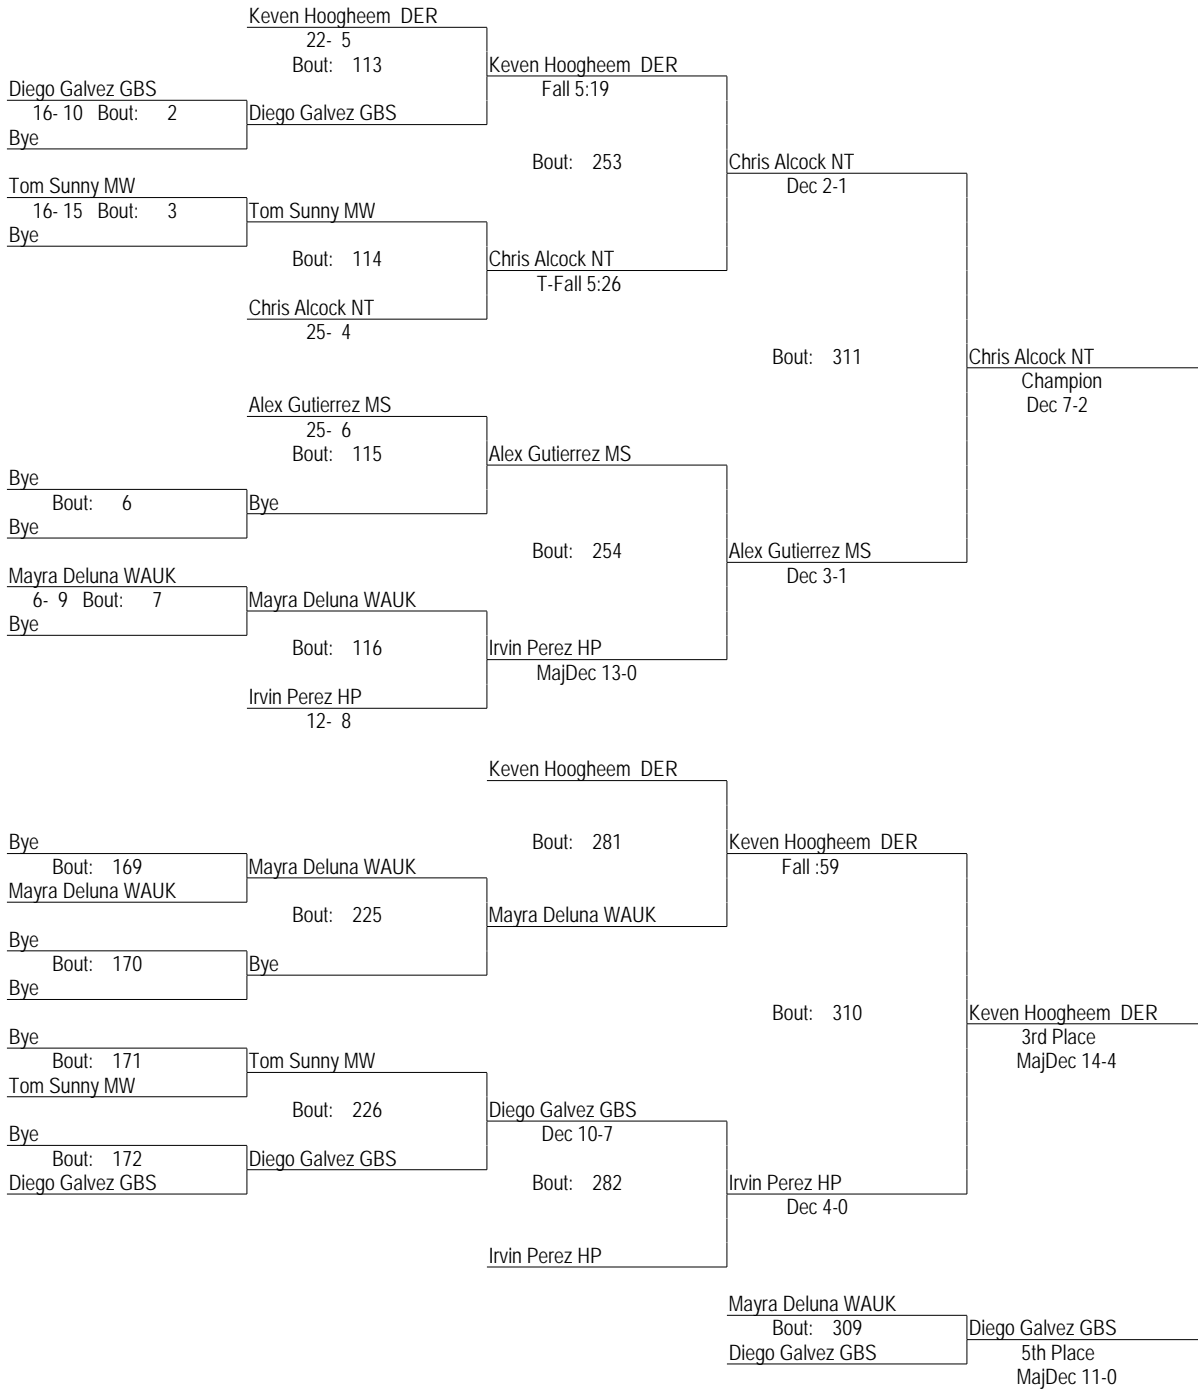 Keven Hoogheem DER
22- 5
Bout: 113
Keven Hoogheem DER
Fall 5:19
Diego Galvez GBS
16- 10 Bout: 2
Diego Galvez GBS
Bye
Bout: 253
Chris Alcock NT
Dec 2-1
Tom Sunny MW
16- 15 Bout: 3
Tom Sunny MW
Bye
Bout: 114
Chris Alcock NT
T-Fall 5:26
Chris Alcock NT
25- 4
Bout: 311
Chris Alcock NT
Champion
Dec 7-2
Alex Gutierrez MS
25- 6
Bout: 115
Alex Gutierrez MS
Bye
Bout: 6
Bye
Bye
Bout: 254
Alex Gutierrez MS
Dec 3-1
Mayra Deluna WAUK
6- 9 Bout: 7
Mayra Deluna WAUK
Bye
Bout: 116
Irvin Perez HP
MajDec 13-0
Irvin Perez HP
12- 8
Keven Hoogheem DER
Bout: 281
Keven Hoogheem DER
Fall :59
Bye
Bout: 169
Mayra Deluna WAUK
Mayra Deluna WAUK
Bout: 225
Mayra Deluna WAUK
Bye
Bout: 170
Bye
Bye
Bout: 310
Keven Hoogheem DER
3rd Place
MajDec 14-4
Bye
Bout: 171
Tom Sunny MW
Tom Sunny MW
Bout: 226
Diego Galvez GBS
Dec 10-7
Bye
Bout: 172
Diego Galvez GBS
Diego Galvez GBS
Bout: 282
Irvin Perez HP
Dec 4-0
Irvin Perez HP
Mayra Deluna WAUK
Bout: 309
Diego Galvez GBS
Diego Galvez GBS
5th Place
MajDec 11-0